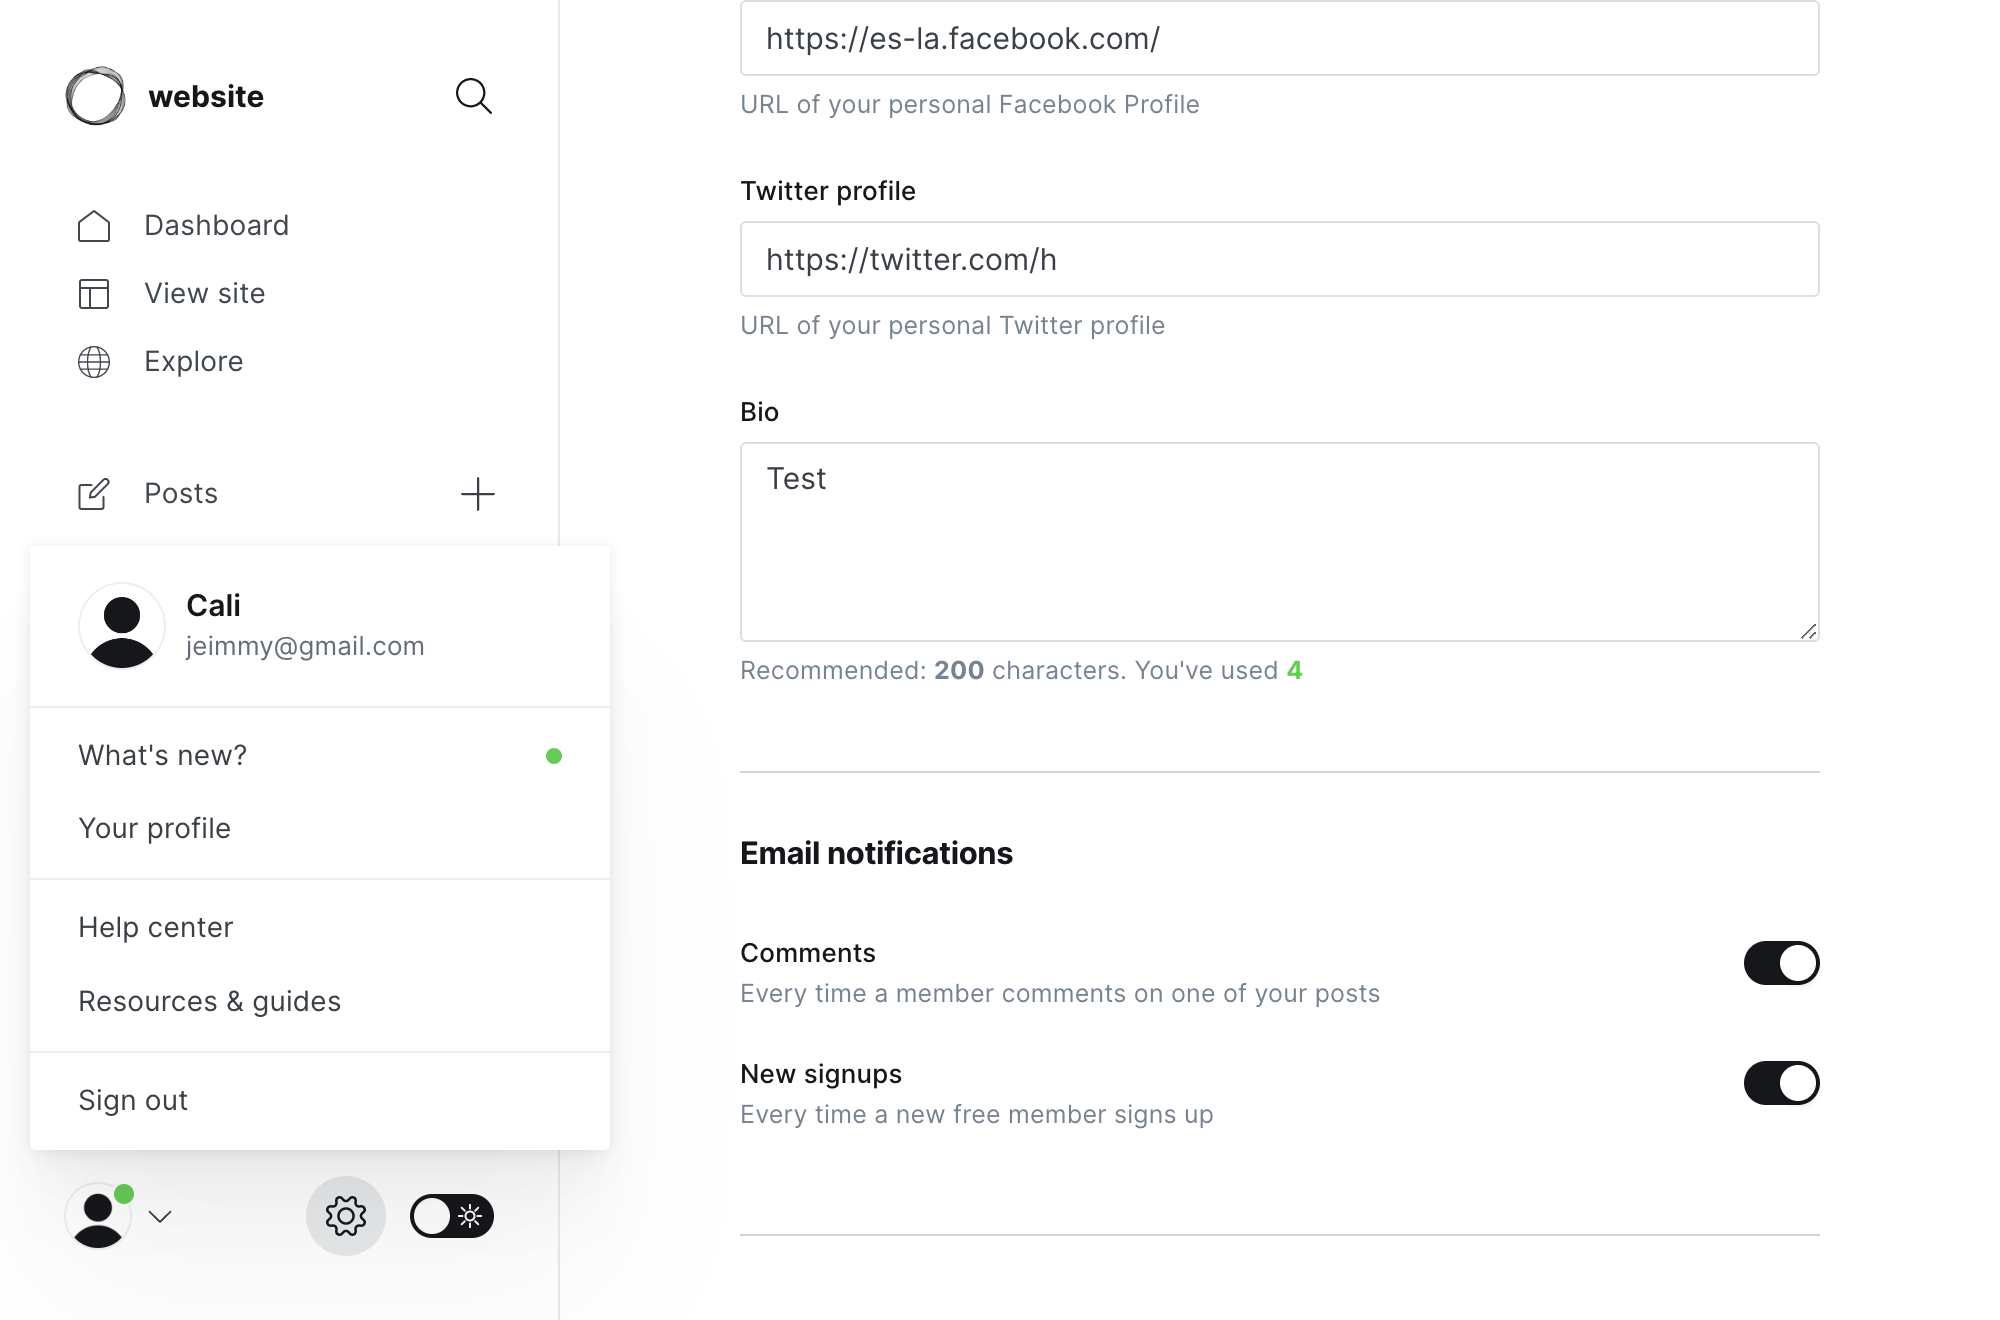 website
Dashboard
View site
Explore
Posts
Cali
jeimmy@gmail.com
What's new?
Your profile
Help center
Resources & guides
Sign out
https://es-la.facebook.com/
URL of your personal Facebook Profile
Twitter profile
https://twitter.com/h
URL of your personal Twitter profile
Bio
Test
Recommended: 200 characters. You've used 4
Email notifications
Comments
Every time a member comments on one of your posts
New signups
Every time a new free member signs up